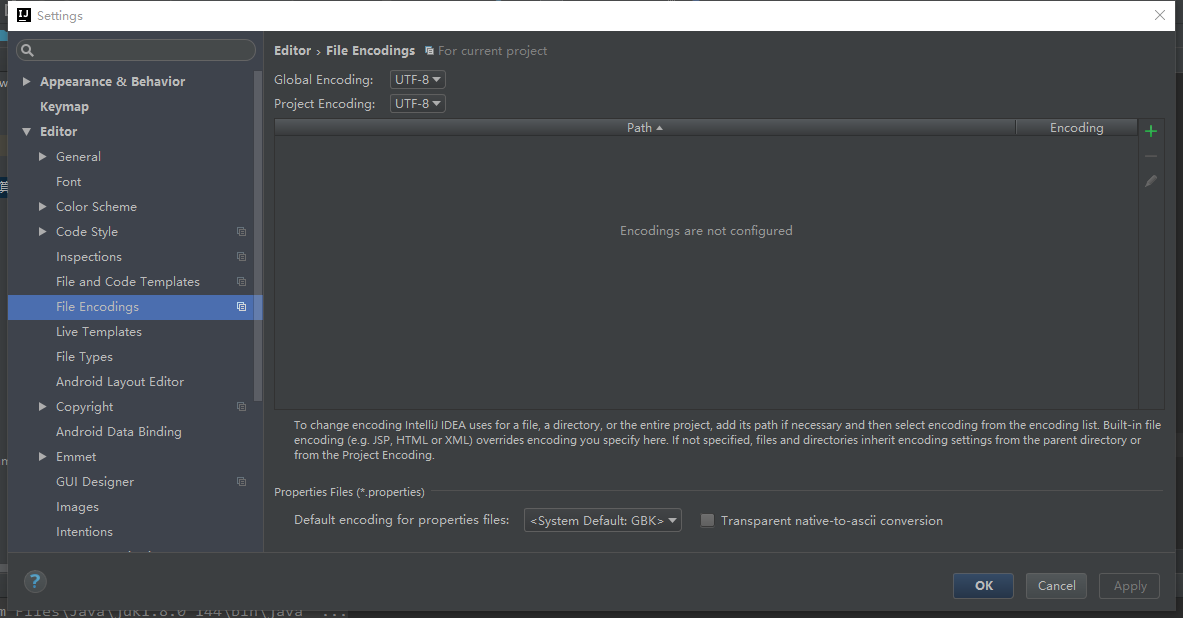 Settings
Editor › File Encodings For current project
Global Encoding: UTF-8
Project Encoding: UTF-8
Path Encoding
Encodings are not configured
Appearance & Behavior
Keymap
Editor
General
Font
Color Scheme
Code Style
Inspections
File and Code Templates
File Encodings
Live Templates
File Types
Android Layout Editor
Copyright
Android Data Binding
Emmet
GUI Designer
Images
Intentions
To change encoding IntelliJ IDEA uses for a file, a directory, or the entire project, add its path if necessary and then select encoding from the encoding list. Built-in file
encoding (e.g. JSP, HTML or XML) overrides encoding you specify here. If not specified, files and directories inherit encoding settings from the parent directory or
from the Project Encoding.
Properties Files (*.properties)
Default encoding for properties files: <System Default: GBK> Transparent native-to-ascii conversion
?
OK Cancel Apply
m Files\Java\jdk1.8.0_144\bin\java ...